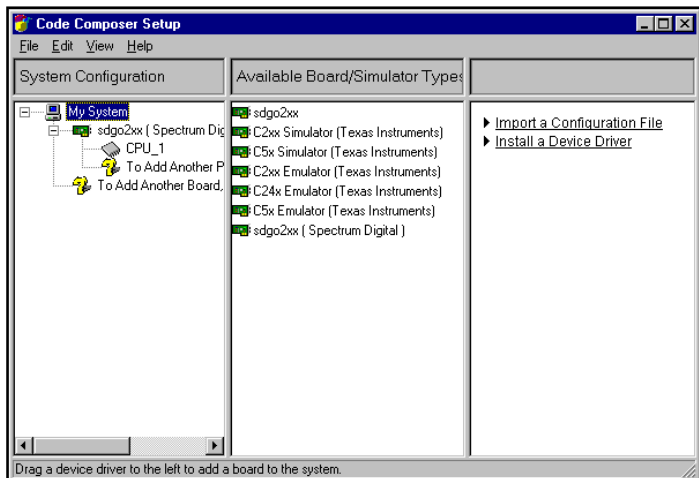 Code Composer Setup
File Edit View Help
System Configuration
Available Board/Simulator Types
My System
sdgo2xx ( Spectrum Dig
CPU_1
To Add Another P
To Add Another Board,
sdgo2xx
C2xx Simulator (Texas Instruments)
C5x Simulator (Texas Instruments)
C2xx Emulator (Texas Instruments)
C24x Emulator (Texas Instruments)
C5x Emulator (Texas Instruments)
sdgo2xx ( Spectrum Digital )
Import a Configuration File
Install a Device Driver
Drag a device driver to the left to add a board to the system.